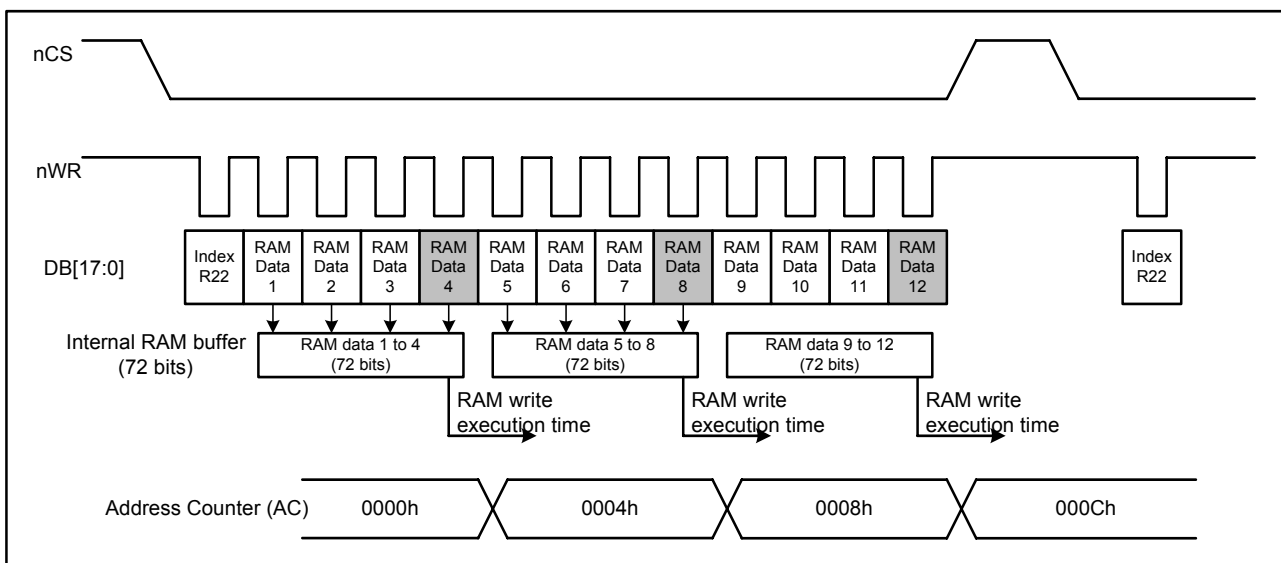 nCS
nWR
DB[17:0]
Index
R22
RAM
Data
1
RAM
Data
2
RAM
Data
3
RAM
Data
4
RAM
Data
5
RAM
Data
6
RAM
Data
7
RAM
Data
8
RAM
Data
9
RAM
Data
10
RAM
Data
11
RAM
Data
12
Index
R22
Internal RAM buffer
(72 bits)
RAM data 1 to 4
(72 bits)
RAM data 5 to 8
(72 bits)
RAM data 9 to 12
(72 bits)
RAM write
execution time
RAM write
execution time
RAM write
execution time
Address Counter (AC)
0000h
0004h
0008h
000Ch